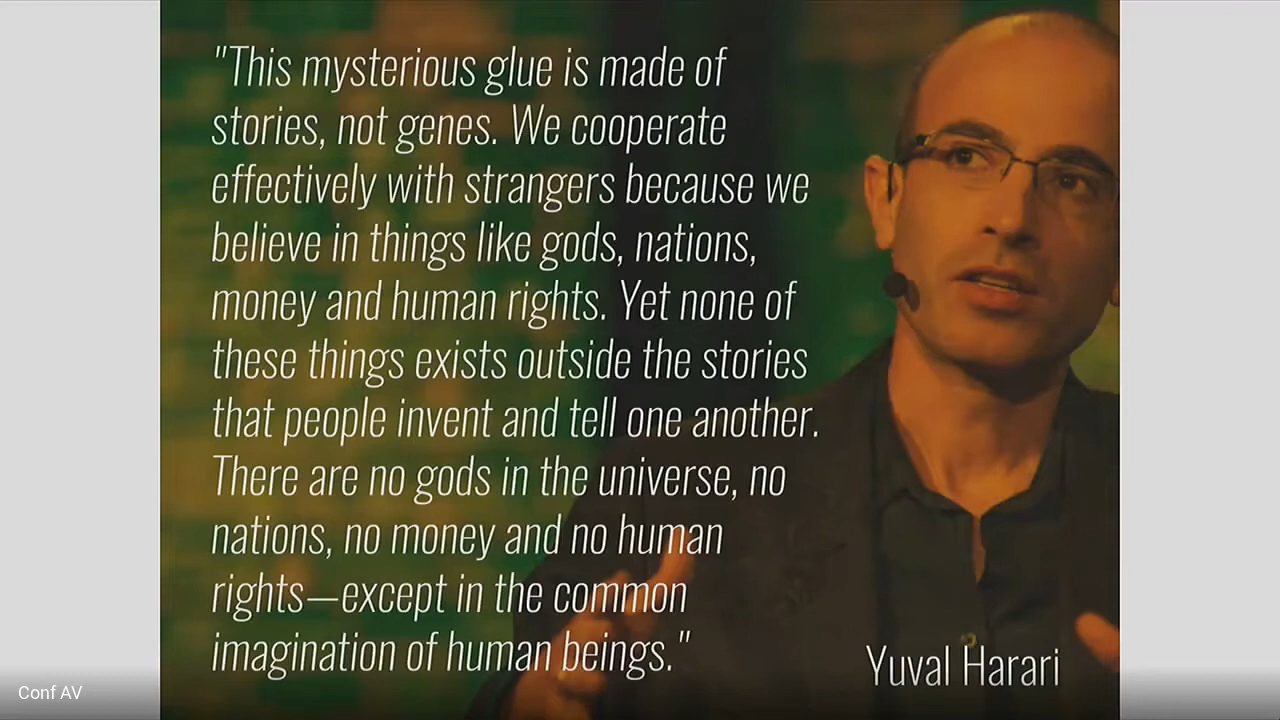 "This mysterious glue is made of
stories, not genes. We cooperate
effectively with strangers because we
believe in things like gods, nations,
money and human rights. Yet none of
these things exists outside the stories
that people invent and tell one another.
There are no gods in the universe, no
nations, no money and no human
rights—except in the common
imagination of human beings."
Yuval Harari
Conf AV